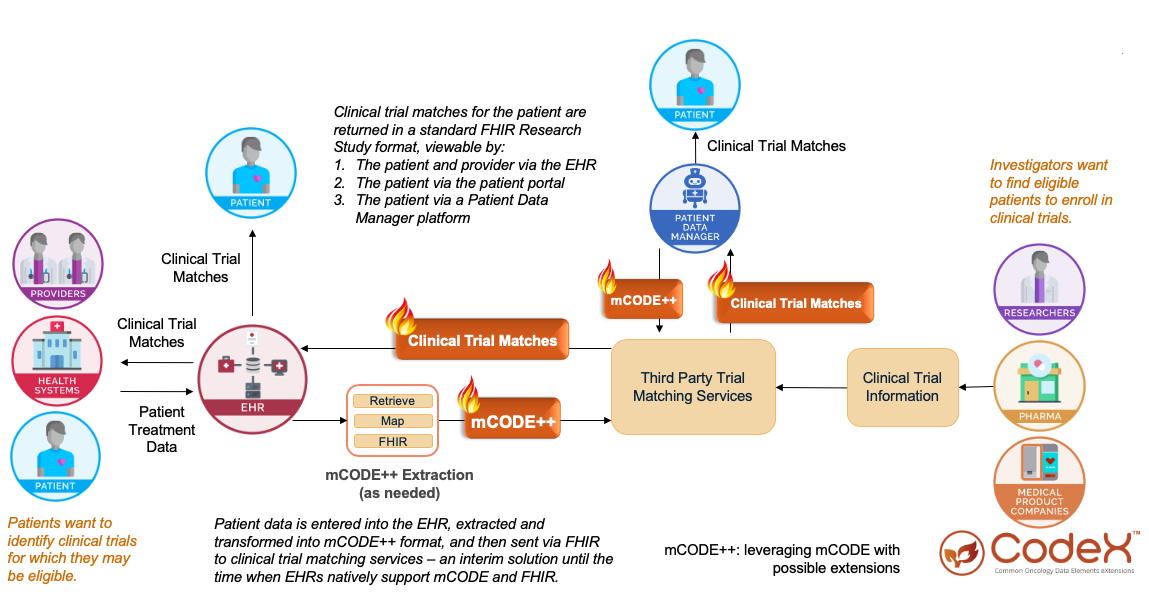 PATIENT
Clinical Trial Matches
PATIENT
DATA
MANAGER
Clinical trial matches for the patient are
returned in a standard FHIR Research
Study format, viewable by:
1. The patient and provider via the EHR
2. The patient via the patient portal
3. The patient via a Patient Data
Manager platform
PATIENT
Clinical Trial
Matches
Investigators want
to find eligible
patients to enroll in
clinical trials.
PROVIDERS
HEALTH
SYSTEMS
PATIENT
Clinical Trial
Matches
Patient
Treatment
Data
EHR
mCODE++
Clinical Trial Matches
Clinical Trial Matches
Retrieve
Map
FHIR
mCODE++
mCODE++ Extraction
(as needed)
Third Party Trial
Matching Services
Clinical Trial
Information
RESEARCHERS
PHARMA
MEDICAL
PRODUCT
COMPANIES
Patients want to
identify clinical trials
for which they may
be eligible.
Patient data is entered into the EHR, extracted and
transformed into mCODE++ format, and then sent via FHIR
to clinical trial matching services – an interim solution until the
time when EHRs natively support mCODE and FHIR.
mCODE++: leveraging mCODE with
possible extensions
CodeX™
Common Oncology Data Elements eXtensions